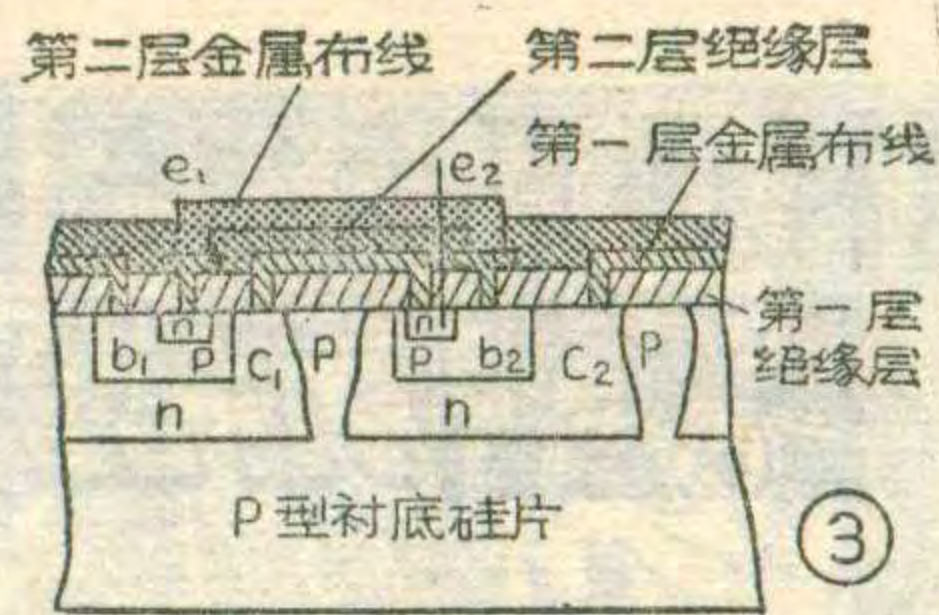 第二层金属布线
第二层绝缘层
第一层金属布线
e₁
e₂
第一层
绝缘层
n
n
b₁
P
C₁
P
P
b₂
C₂
P
n
n
P型衬底硅片
③